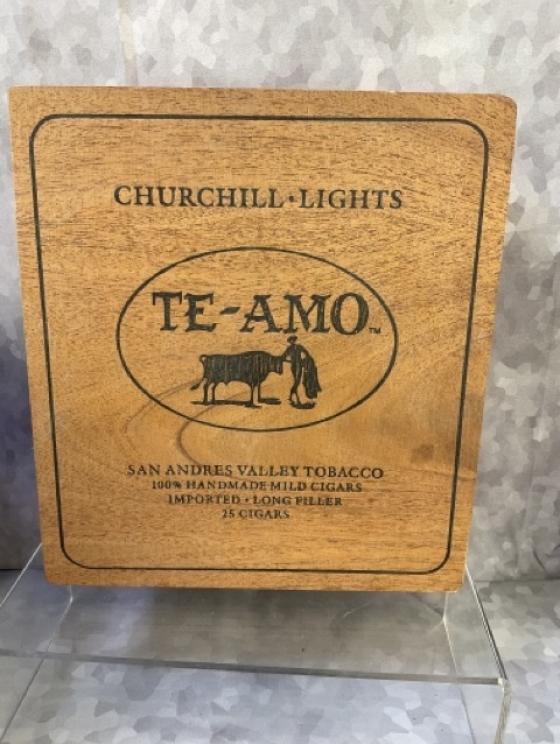 CHURCHILL·LIGHTS
TE-AMO™
SAN ANDRES VALLEY TOBACCO
100% HANDMADE MILD CIGARS
IMPORTED · LONG FILLER
25 CIGARS